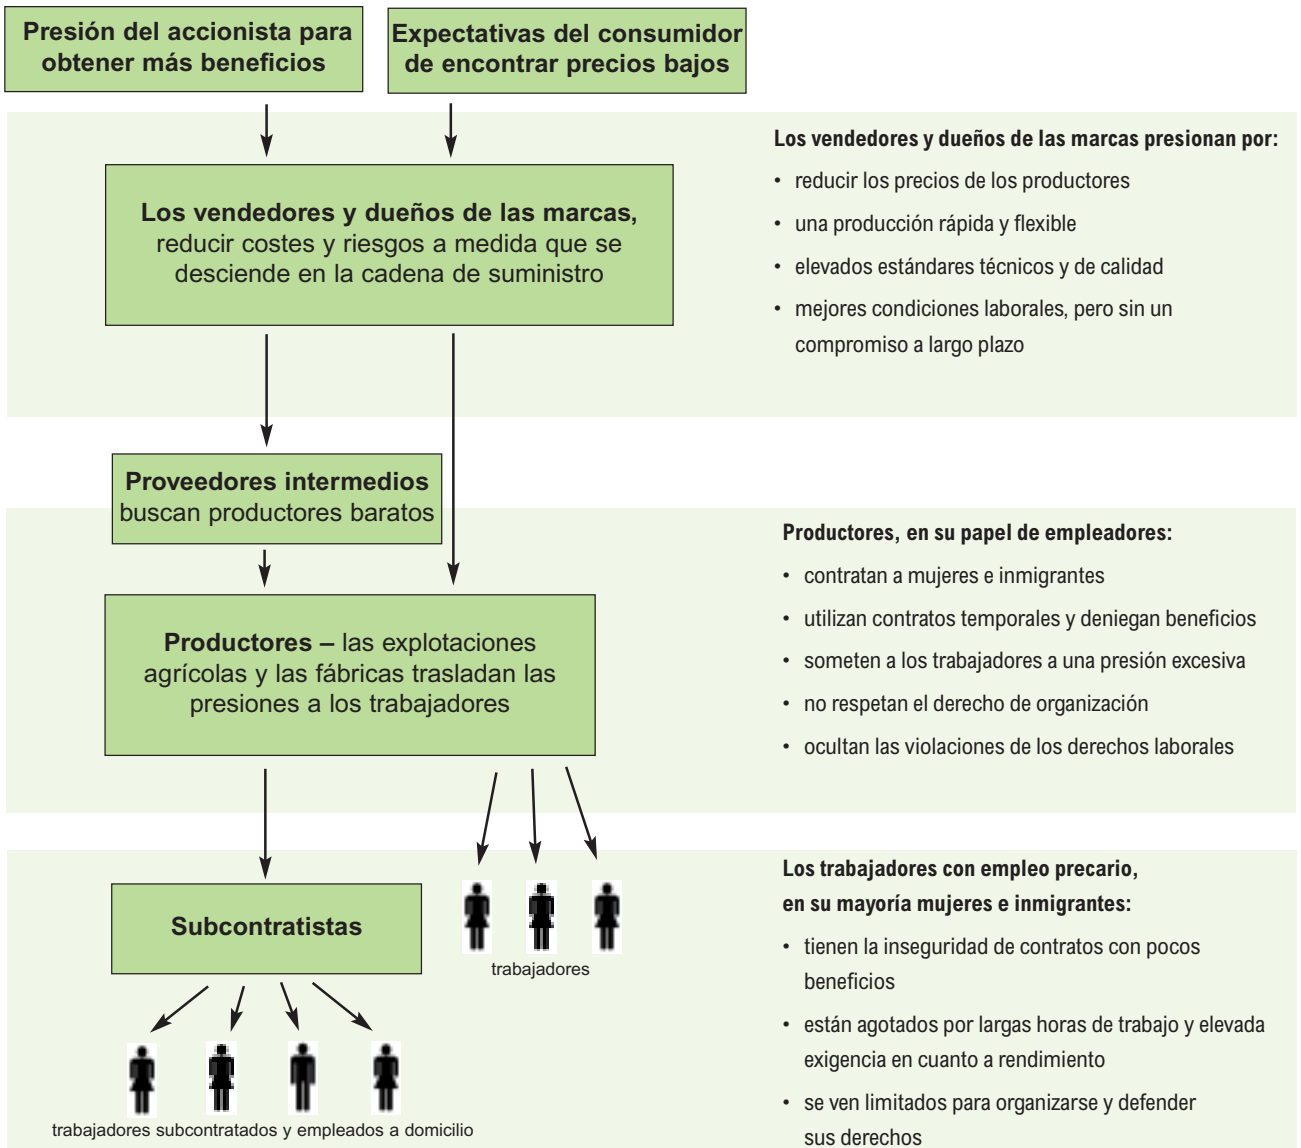 Presión del accionista para
obtener más beneficios
Expectativas del consumidor
de encontrar precios bajos
Los vendedores y dueños de las marcas,
reducir costes y riesgos a medida que se
desciende en la cadena de suministro
Los vendedores y dueños de las marcas presionan por:
• reducir los precios de los productores
• una producción rápida y flexible
• elevados estándares técnicos y de calidad
• mejores condiciones laborales, pero sin un
compromiso a largo plazo
Proveedores intermedios
buscan productores baratos
Productores – las explotaciones
agrícolas y las fábricas trasladan las
presiones a los trabajadores
Productores, en su papel de empleadores:
• contratan a mujeres e inmigrantes
• utilizan contratos temporales y deniegan beneficios
• someten a los trabajadores a una presión excesiva
• no respetan el derecho de organización
• ocultan las violaciones de los derechos laborales
Subcontratistas
trabajadores
trabajadores subcontratados y empleados a domicilio
Los trabajadores con empleo precario,
en su mayoría mujeres e inmigrantes:
• tienen la inseguridad de contratos con pocos
beneficios
• están agotados por largas horas de trabajo y elevada
exigencia en cuanto a rendimiento
• se ven limitados para organizarse y defender
sus derechos